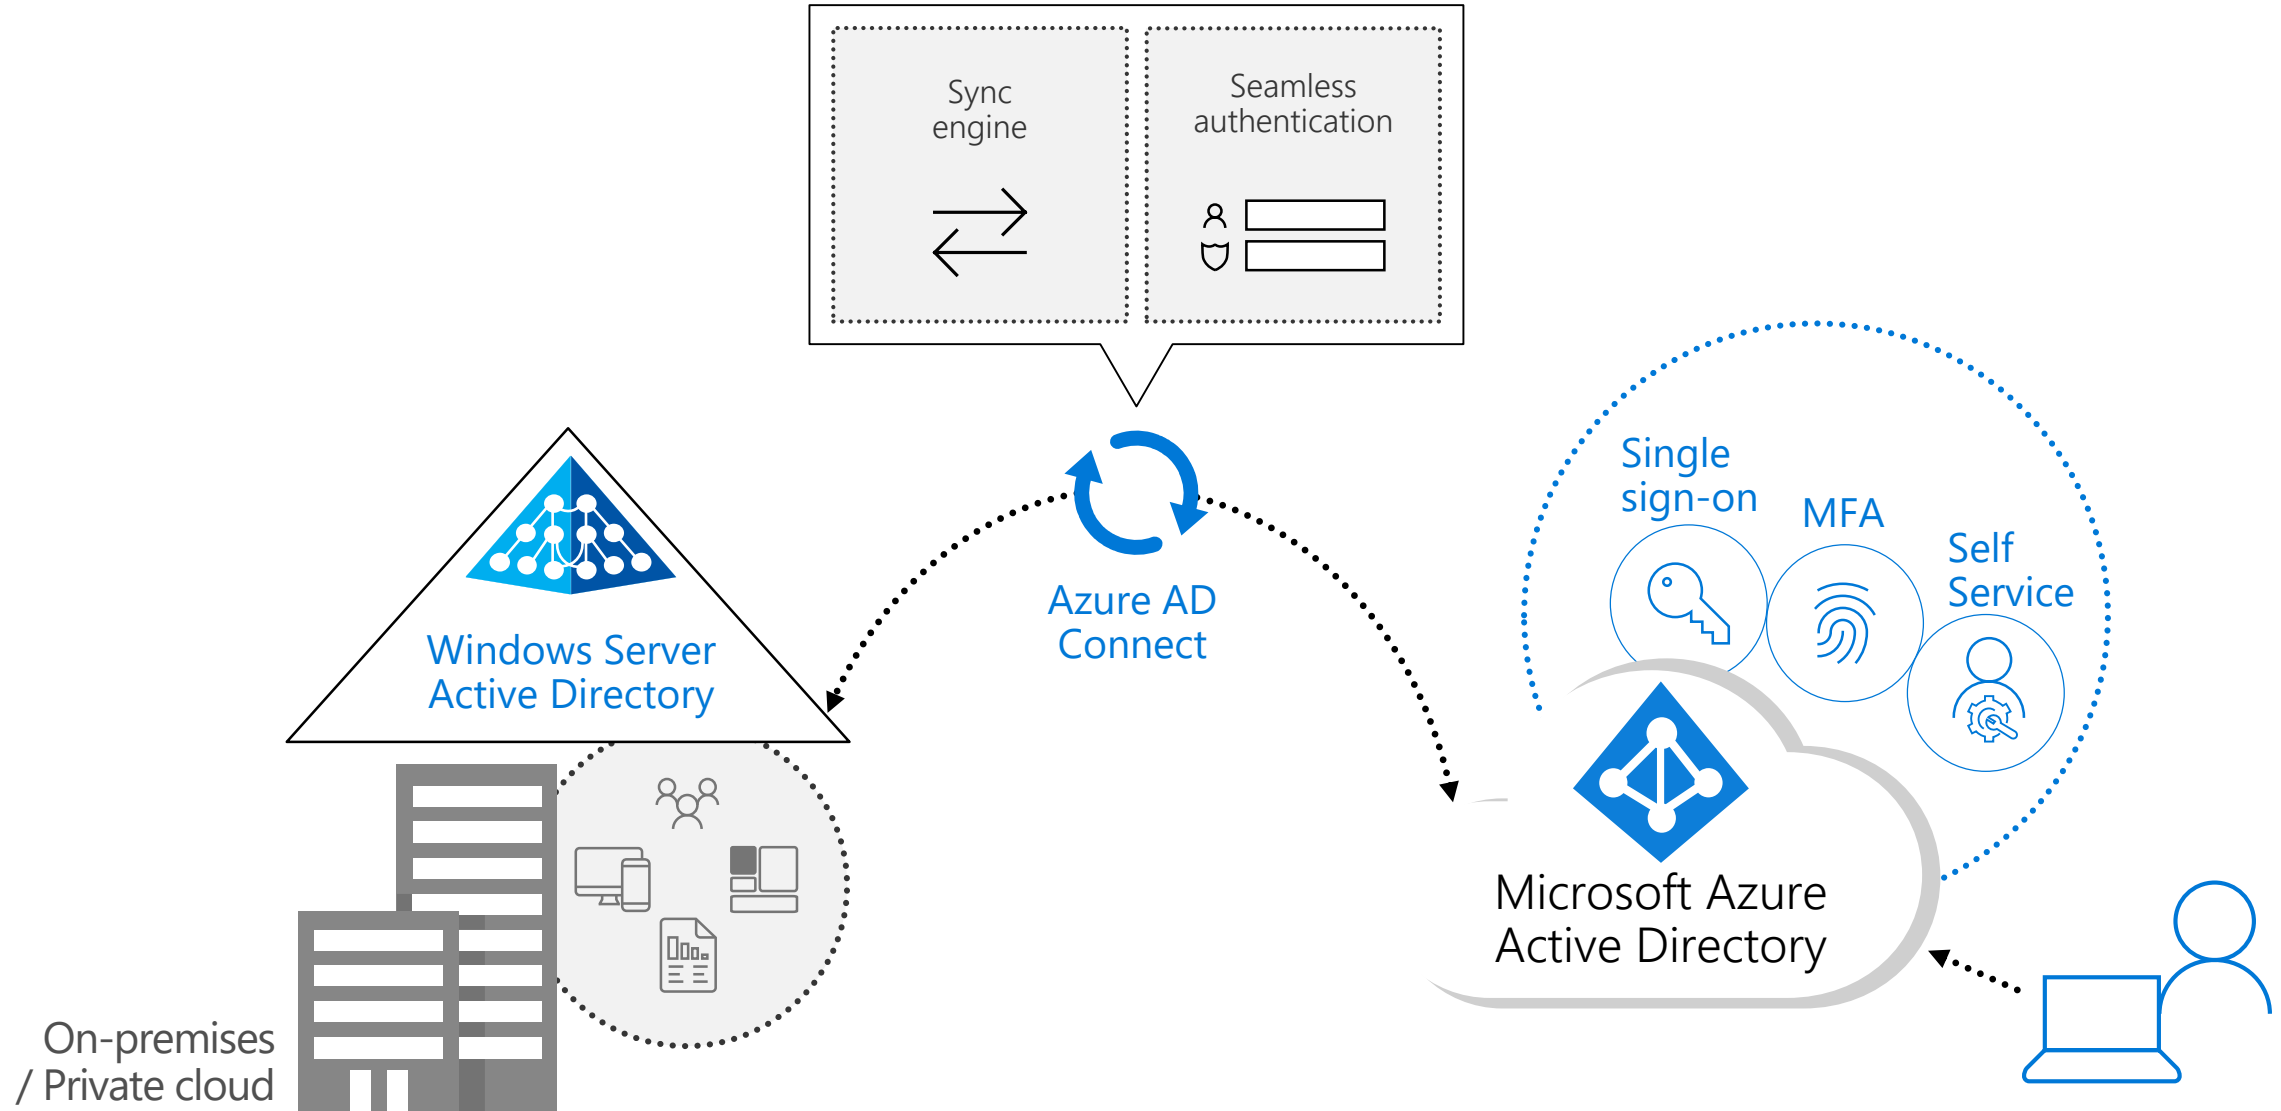 Sync
engine
Seamless
authentication
Single
sign-on
MFA
Self
Service
Azure AD
Connect
Windows Server
Active Directory
Microsoft Azure
Active Directory
On-premises
/ Private cloud